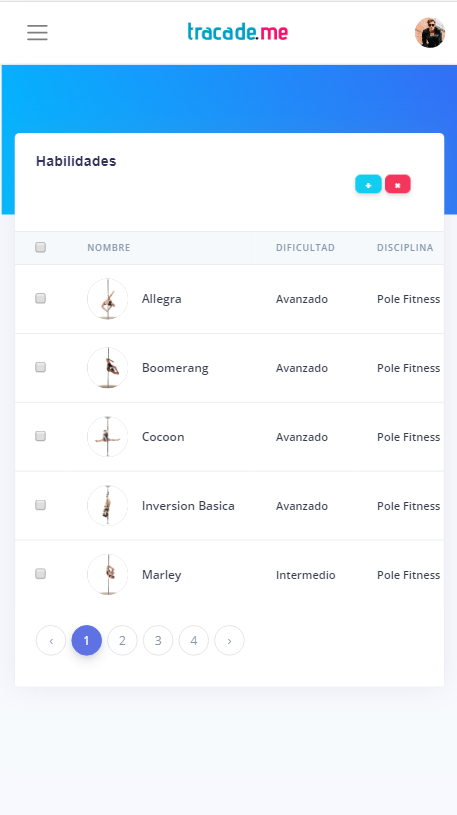 tracade.me
Habilidades
NOMBRE DIFICULTAD DISCIPLINA
Allegra Avanzado Pole Fitness
Boomerang Avanzado Pole Fitness
Cocoon Avanzado Pole Fitness
Inversion Basica Avanzado Pole Fitness
Marley Intermedio Pole Fitness
‹ 1 2 3 4 ›